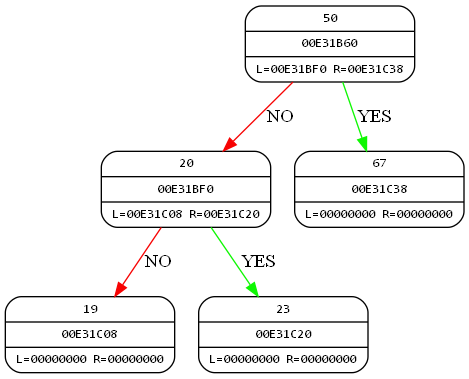 50
00E31B60
L=00E31BF0 R=00E31C38
NO
YES
20
00E31BF0
L=00E31C08 R=00E31C20
67
00E31C38
L=00000000 R=00000000
NO
YES
19
00E31C08
L=00000000 R=00000000
23
00E31C20
L=00000000 R=00000000